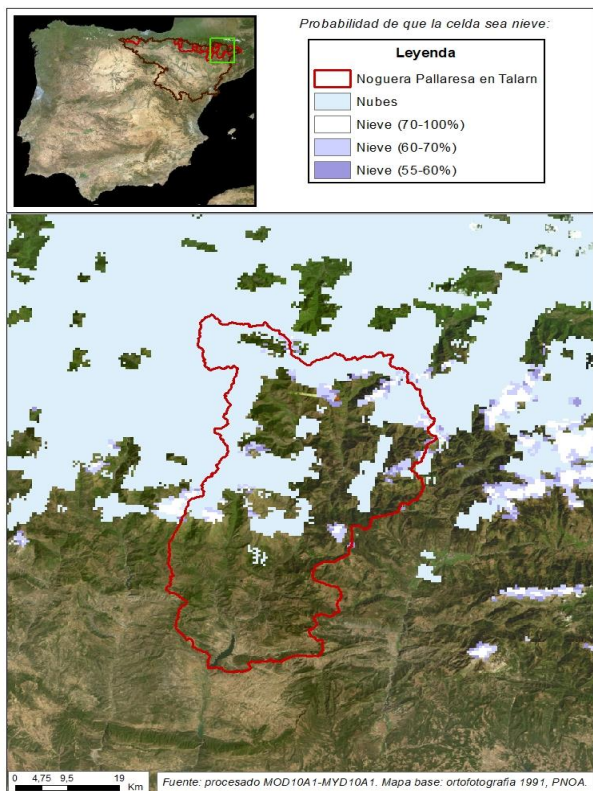 Probabilidad de que la celda sea nieve:
Leyenda
Noguera Pallaresa en Talarn
Nubes
Nieve (70-100%)
Nieve (60-70%)
Nieve (55-60%)
0 4,75 9,5 19
Km
Fuente: procesado MOD10A1-MYD10A1. Mapa base: ortofotografía 1991, PNOA.